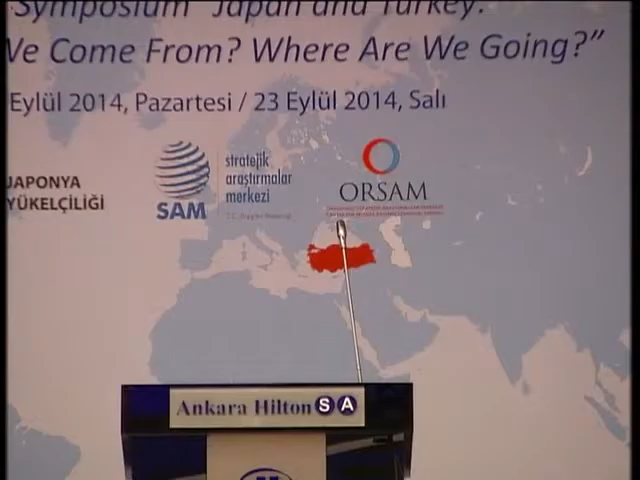 Symposium "Japan and Turkey:
We Come From? Where Are We Going?"
Eylül 2014, Pazartesi / 23 Eylül 2014, Salı
JAPONYA
YÜKELÇİLİĞİ
SAM
stratejik
araştırmalar
merkezi
ORSAM
Ankara Hilton SA